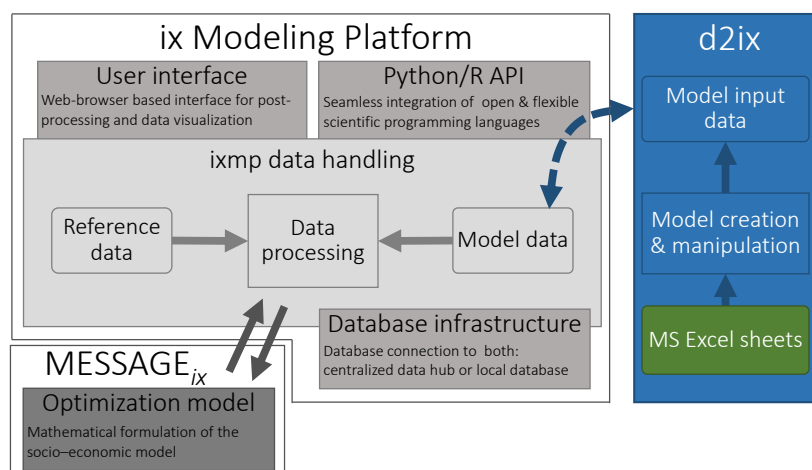 ix Modeling Platform
User interface
Web-browser based interface for post-
processing and data visualization
Python/R API
Seamless integration of open & flexible
scientific programming languages
ixmp data handling
Reference
data
Data
processing
Model data
Database infrastructure
Database connection to both:
centralized data hub or local database
MESSAGEix
Optimization model
Mathematical formulation of the
socio–economic model
d2ix
Model input
data
Model creation
& manipulation
MS Excel sheets